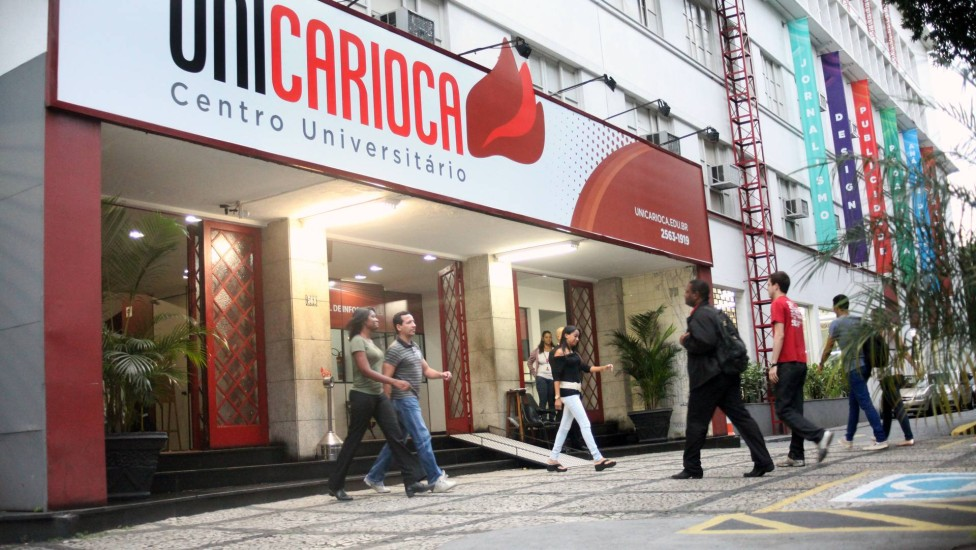 UNICARIOCA
Centro Universitário
UNICARIOCA.EDU.BR
2563-1919
JORNALISMO
DESIGN